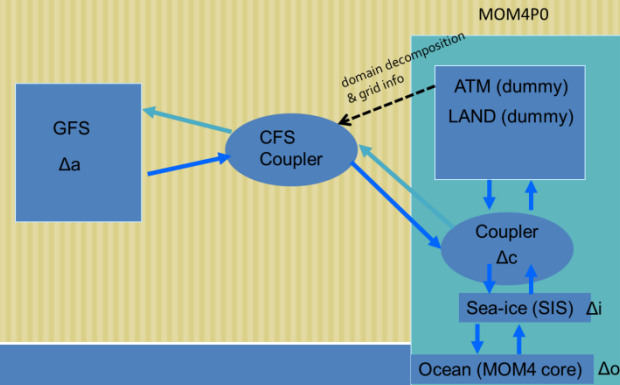 MOM4P0
domain decomposition
& grid info
ATM (dummy)
LAND (dummy)
GFS
Δa
CFS
Coupler
Coupler
Δc
Sea-ice (SIS) Δi
Ocean (MOM4 core) Δo